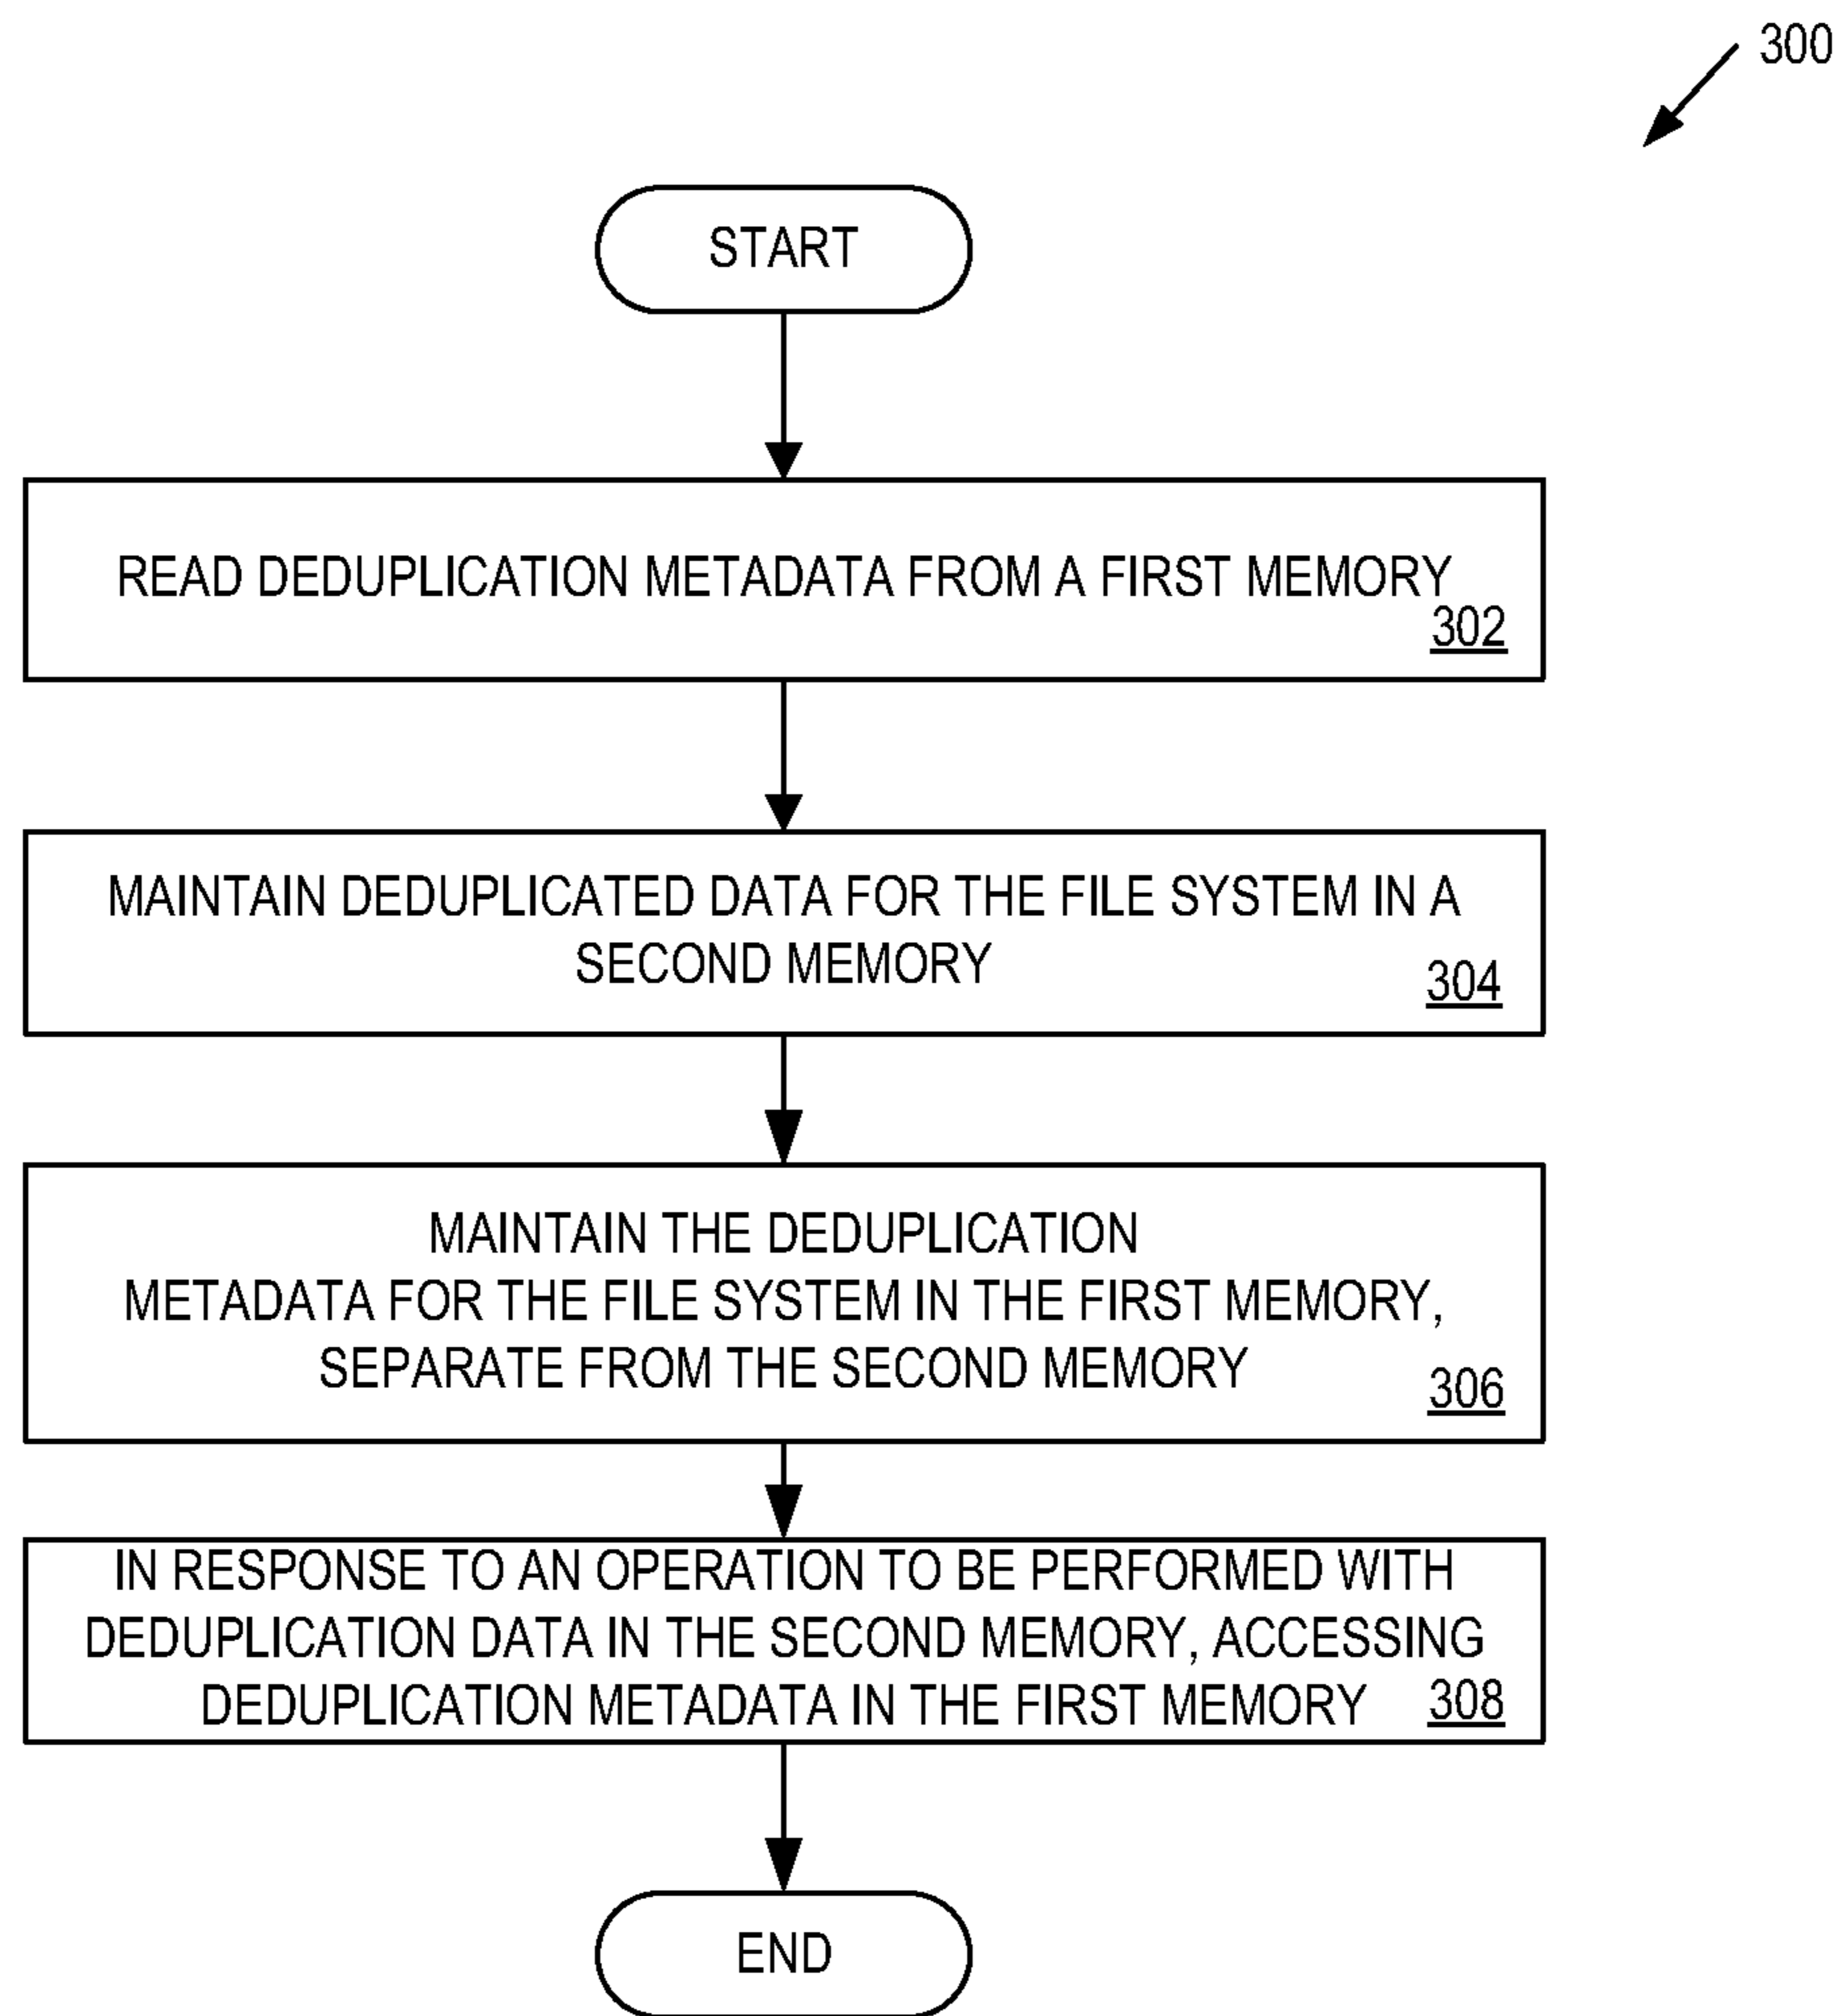 300
START
READ DEDUPLICATION METADATA FROM A FIRST MEMORY
302
MAINTAIN DEDUPLICATED DATA FOR THE FILE SYSTEM IN A
SECOND MEMORY
304
MAINTAIN THE DEDUPLICATION
METADATA FOR THE FILE SYSTEM IN THE FIRST MEMORY,
SEPARATE FROM THE SECOND MEMORY
306
IN RESPONSE TO AN OPERATION TO BE PERFORMED WITH
DEDUPLICATION DATA IN THE SECOND MEMORY, ACCESSING
DEDUPLICATION METADATA IN THE FIRST MEMORY
308
END